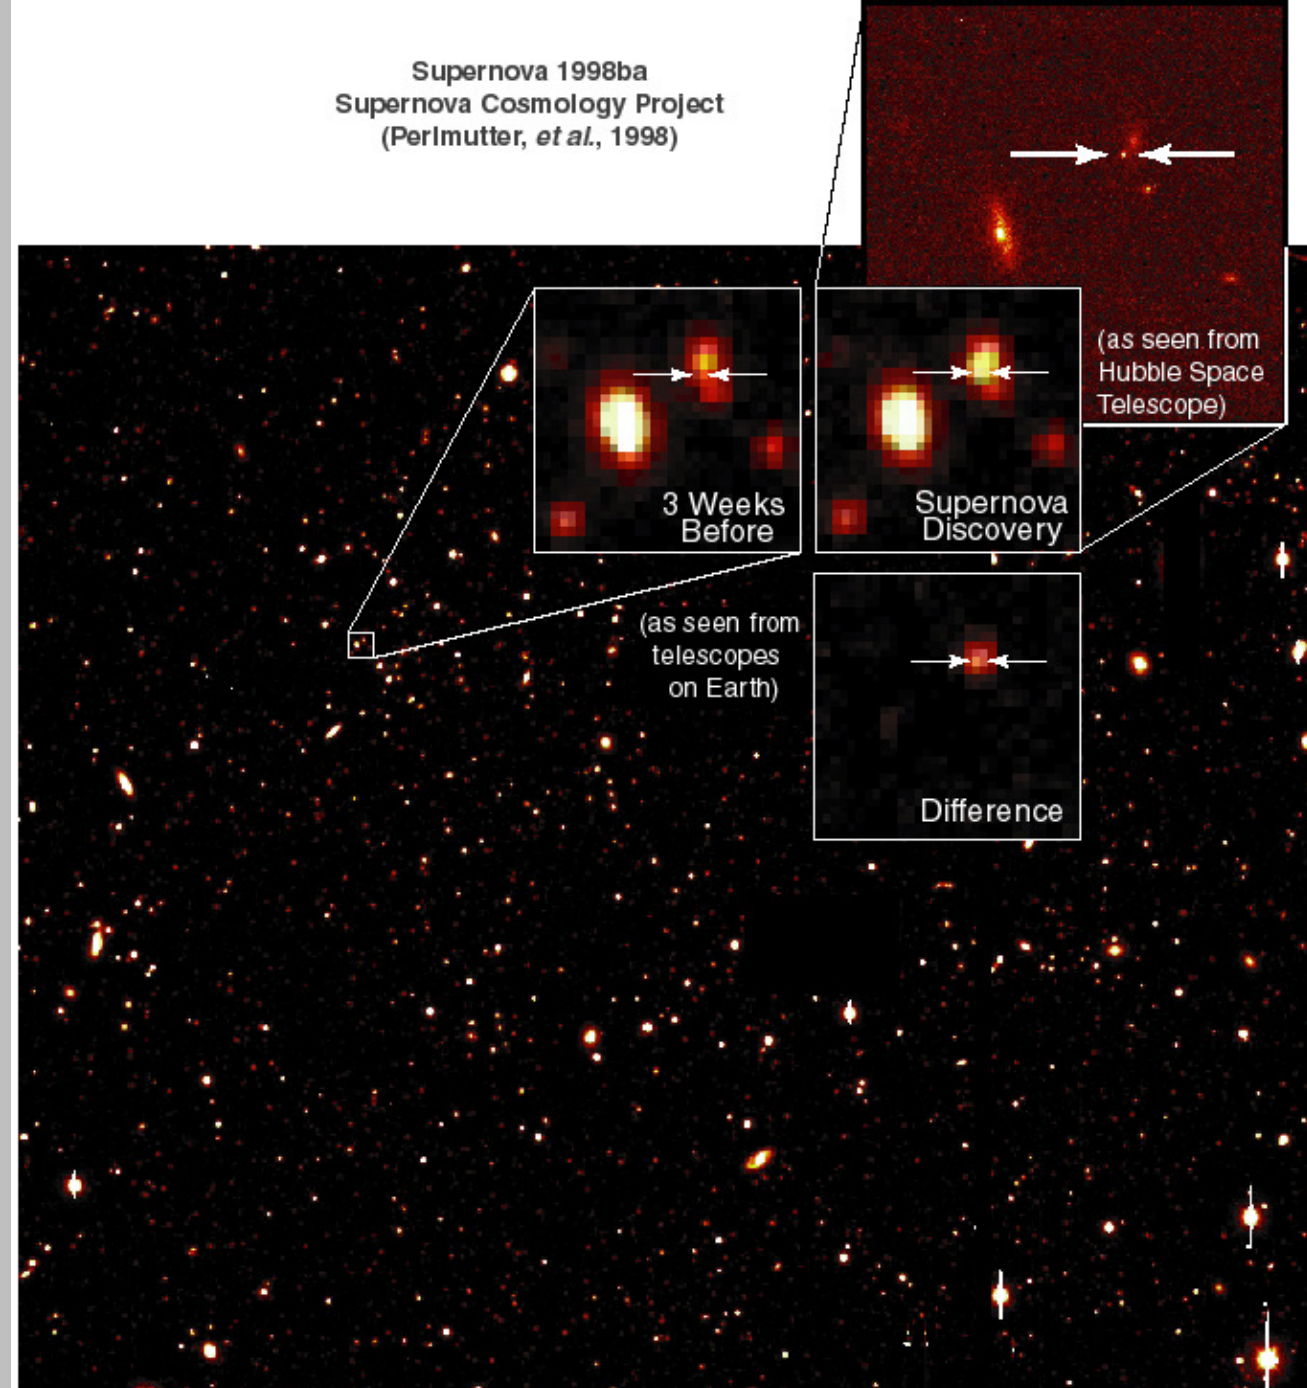 Supernova 1998ba
Supernova Cosmology Project
(Perlmutter, et al., 1998)
(as seen from
Hubble Space
Telescope)
3 Weeks
Before
Supernova
Discovery
(as seen from
telescopes
on Earth)
Difference